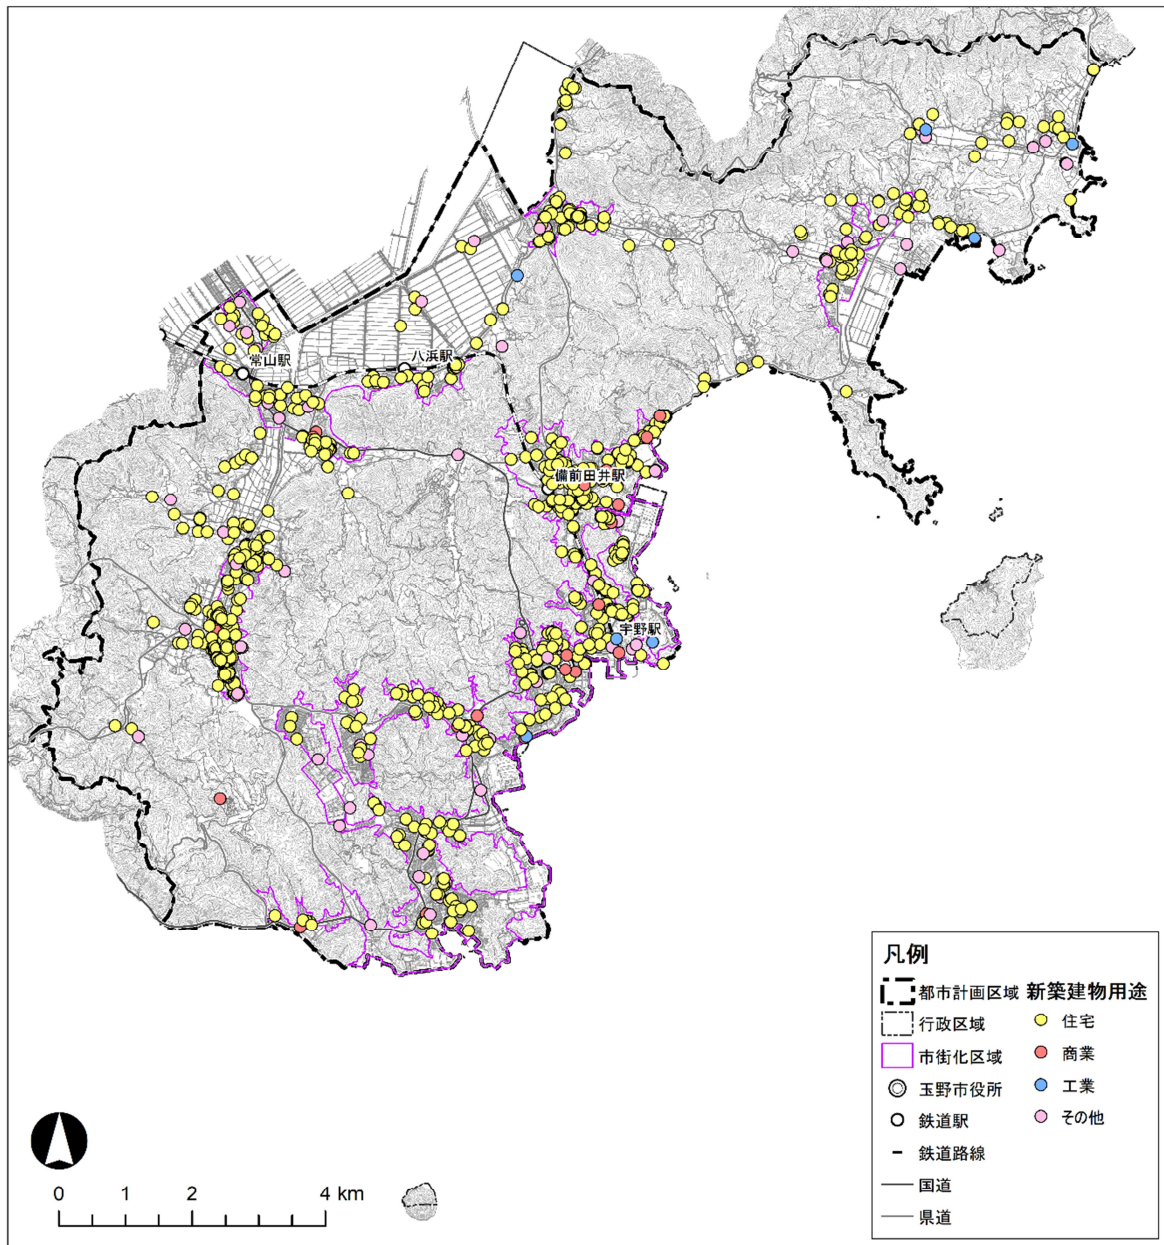 常山駅
八浜駅
備前田井駅
宇野駅
凡例
都市計画区域
行政区域
市街化区域
玉野市役所
鉄道駅
鉄道路線
国道
県道
新築建物用途
住宅
商業
工業
その他
0 1 2 4 km